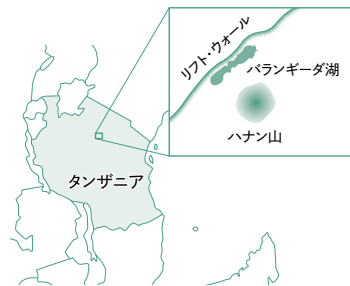 リフト・ウォール
バランギーダ湖
ハナン山
タンザニア